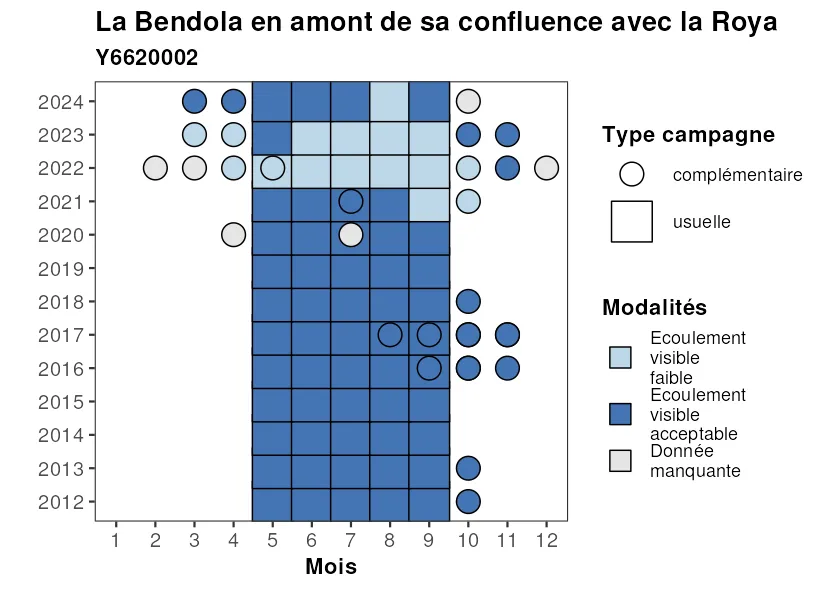 La Bendola en amont de sa confluence avec la Roya
Y6620002
2024
2023
2022
2021
2020
2019
2018
2017
2016
2015
2014
2013
2012
1 2 3 4 5 6 7 8 9 10 11 12
Mois
Type campagne
complémentaire
usuelle
Modalités
Ecoulement
visible
faible
Ecoulement
visible
acceptable
Donnée
manquante